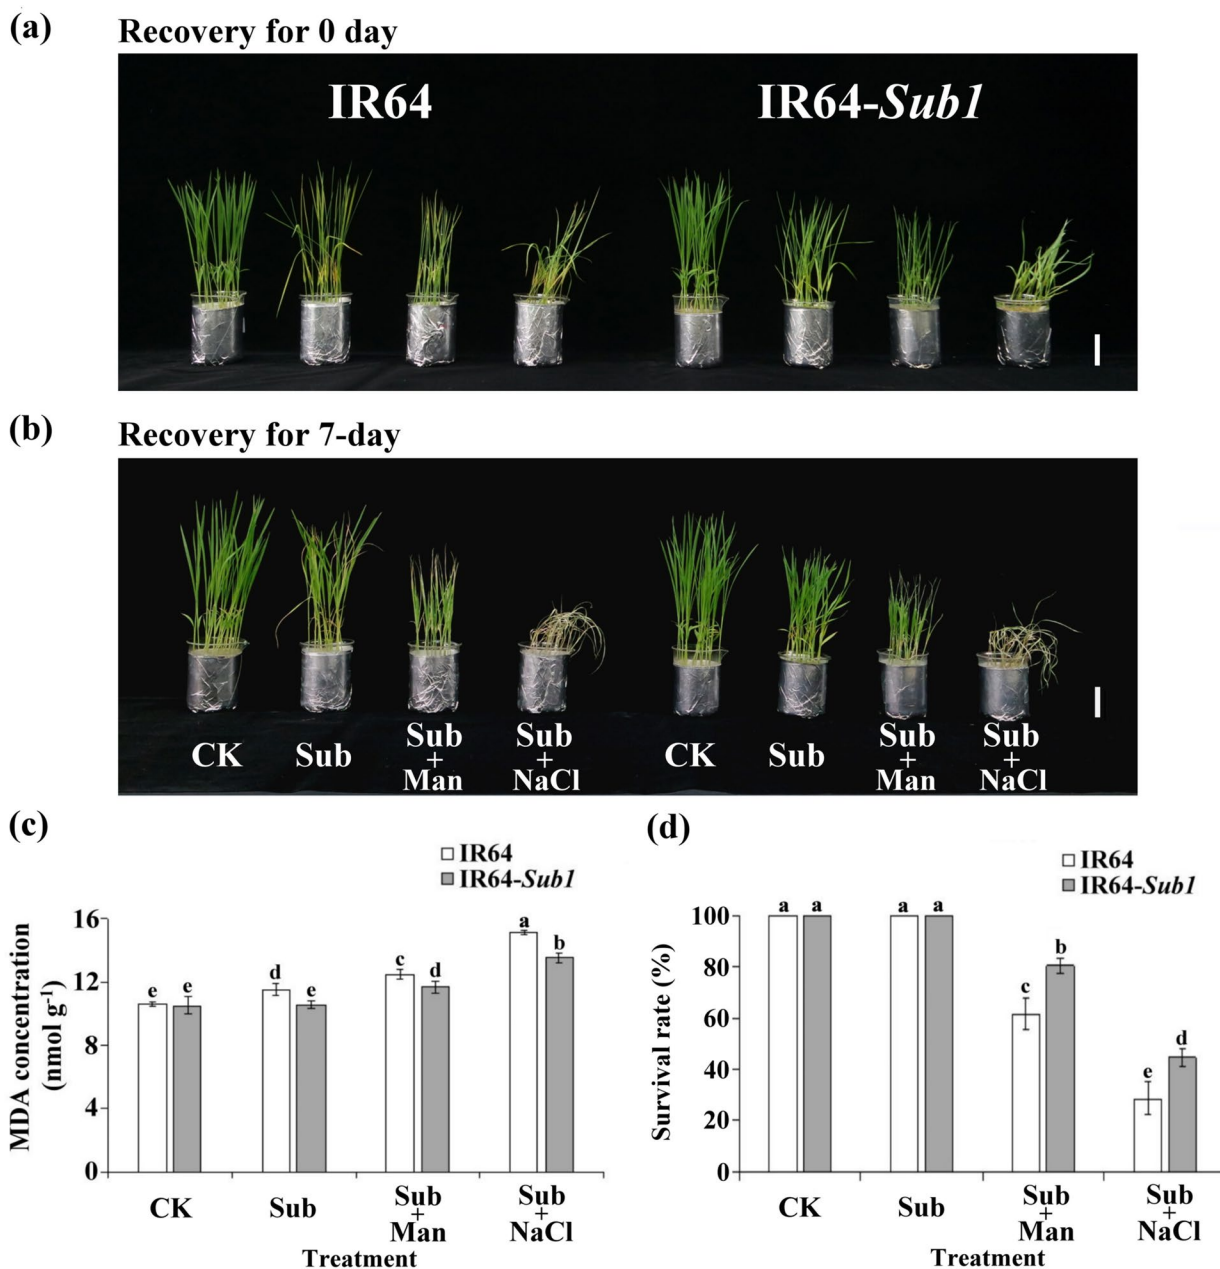 (a)
Recovery for 0 day
IR64
IR64-Sub1
(b)
Recovery for 7-day
CK
Sub
Sub
+
Man
Sub
+
NaCl
CK
Sub
Sub
+
Man
Sub
+
NaCl
(c)
IR64
IR64-Sub1
MDA concentration
(nmol g-1)
16
12
8
4
0
e
e
d
e
c
d
a
b
CK
Sub
Sub
+
Man
Sub
+
NaCl
Treatment
(d)
IR64
IR64-Sub1
Survival rate (%)
100
80
60
40
20
0
a
a
a
a
c
b
e
d
CK
Sub
Sub
+
Man
Sub
+
NaCl
Treatment